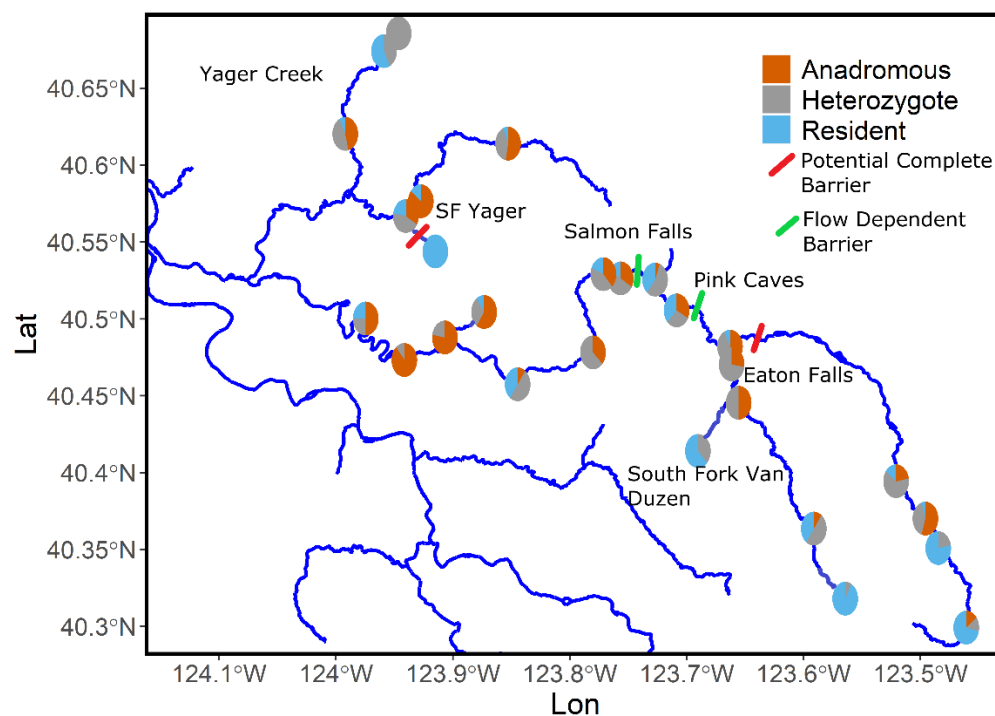 Yager Creek
Anadromous
Heterozygote
Resident
Potential Complete
Barrier
Flow Dependent
Barrier
SF Yager
Salmon Falls
Pink Caves
Eaton Falls
South Fork Van
Duzen
40.65°N
40.6°N
40.55°N
40.5°N
40.45°N
40.4°N
40.35°N
40.3°N
Lat
124.1°W 124°W 123.9°W 123.8°W 123.7°W 123.6°W 123.5°W
Lon